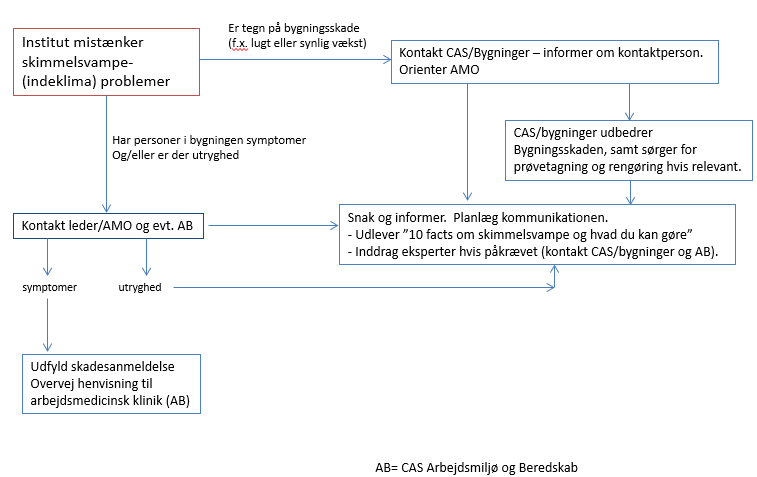 Institut mistænker
skimmelsvampe-
(indeklima) problemer
Er tegn på bygningsskade
(f.x. lugt eller synlig vækst)
Kontakt CAS/Bygninger – informer om kontaktperson.
Orienter AMO
Har personer i bygningen symptomer
Og/eller er der utryghed
CAS/bygninger udbedrer
Bygningsskaden, samt sørger for
prøvetagning og rengøring hvis relevant.
Kontakt leder/AMO og evt. AB
Snak og informer.  Planlæg kommunikationen.
- Udlever ”10 facts om skimmelsvampe og hvad du kan gøre”
- Inddrag eksperter hvis påkrævet (kontakt CAS/bygninger og AB).
symptomer
utryghed
Udfyld skadesanmeldelse
Overvej henvisning til
arbejdsmedicinsk klinik (AB)
AB= CAS Arbejdsmiljø og Beredskab